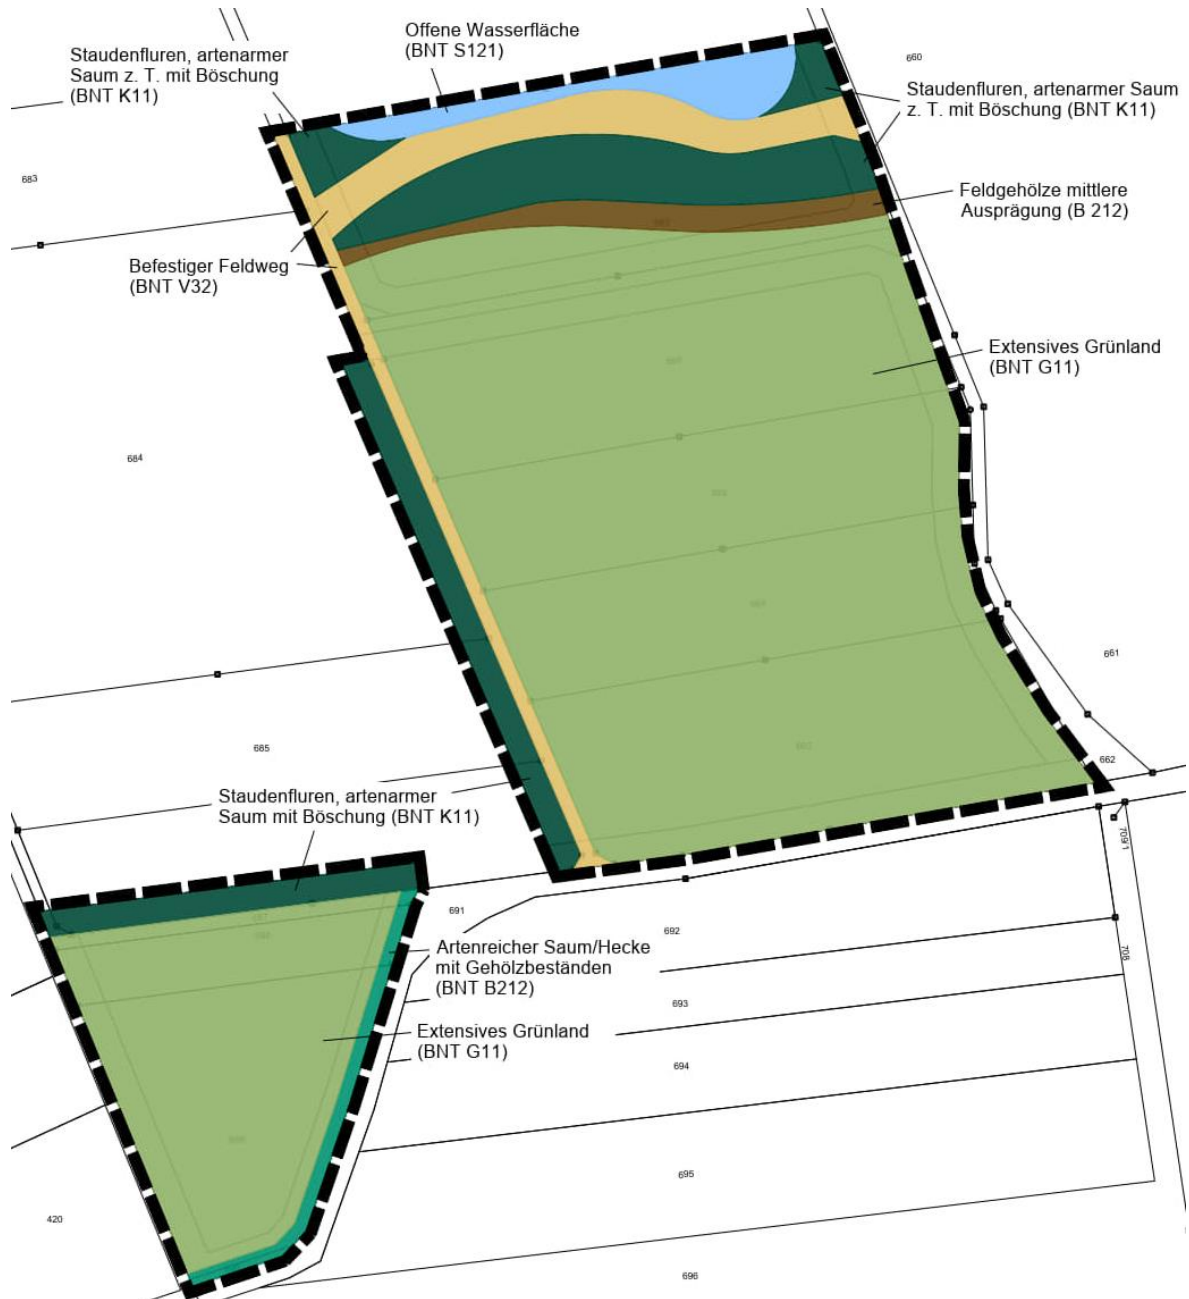 Offene Wasserfläche
(BNT S121)
Staudenfluren, artenarmer
Saum z. T. mit Böschung
(BNT K11)
660
Staudenfluren, artenarmer Saum
z. T. mit Böschung (BNT K11)
683
Feldgehölze mittlere
Ausprägung (B 212)
Befestiger Feldweg
(BNT V32)
Extensives Grünland
(BNT G11)
684
661
685
662
Staudenfluren, artenarmer
Saum mit Böschung (BNT K11)
709/1
691
692
Artenreicher Saum/Hecke
mit Gehölzbeständen
(BNT B212)
708
693
Extensives Grünland
(BNT G11)
694
695
420
696